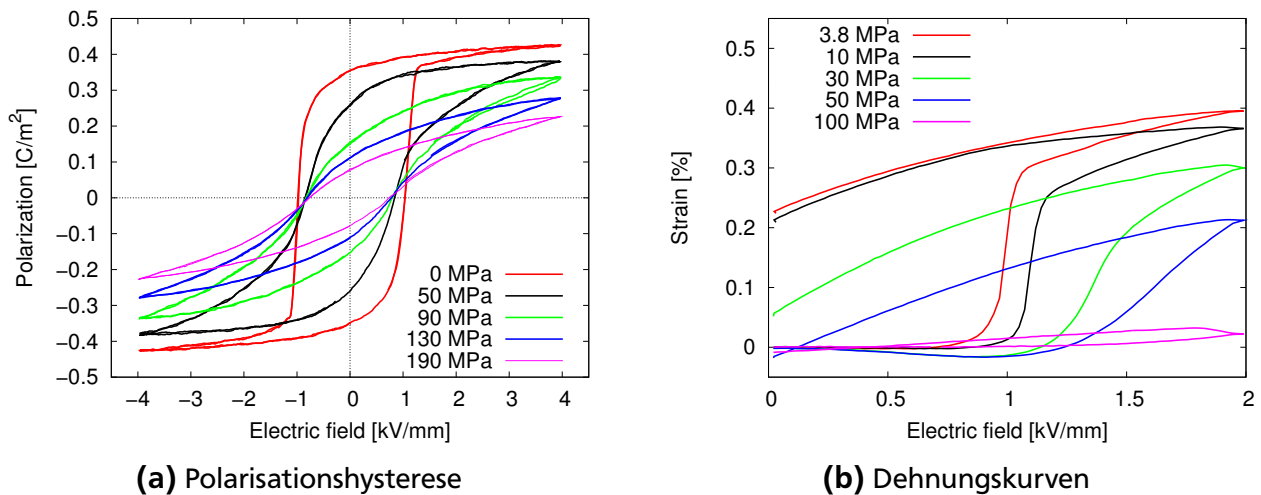 0.5
0.4
0.3
0.2
0.1
0
−0.1
−0.2
−0.3
−0.4
−0.5
Polarization [C/m²]
0 MPa
50 MPa
90 MPa
130 MPa
190 MPa
−4 −3 −2 −1 0 1 2 3 4
Electric field [kV/mm]
(a) Polarisationshysterese
0.5
0.4
0.3
0.2
0.1
0
Strain [%]
3.8 MPa
10 MPa
30 MPa
50 MPa
100 MPa
0 0.5 1 1.5 2
Electric field [kV/mm]
(b) Dehnungskurven